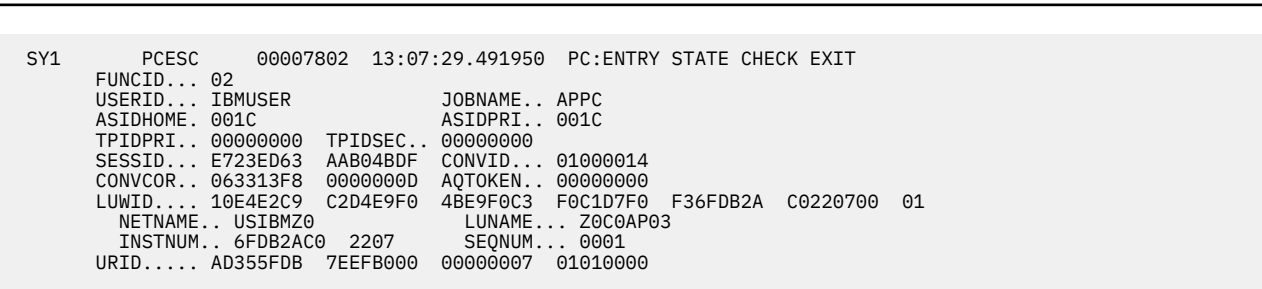 SY1 PCESC 00007802 13:07:29.491950 PC:ENTRY STATE CHECK EXIT
FUNCID... 02
USERID... IBMUSER JOBNAME.. APPC
ASIDHOME. 001C ASIDPRI.. 001C
TPIDPRI.. 00000000 TPIDSEC.. 00000000
SESSID... E723ED63 AAB04BDF CONVID... 01000014
CONVCOR.. 063313F8 0000000D AQTOKEN.. 00000000
LUWID.... 10E4E2C9 C2D4E9F0 4BE9F0C3 F0C1D7F0 F36FDB2A C0220700 01
NETNAME.. USIBMZ0 LUNAME... Z0C0AP03
INSTNUM.. 6FDB2AC0 2207 SEQNUM... 0001
URID..... AD355FDB 7EEFB000 00000007 01010000